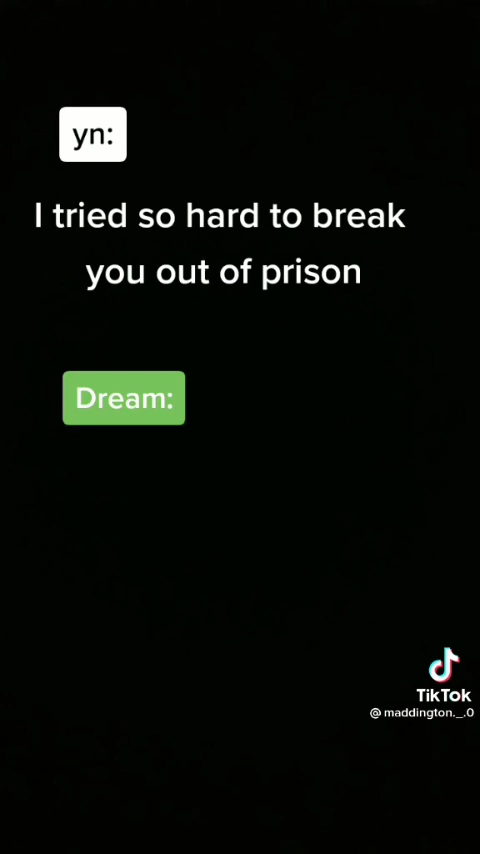 yn:
I tried so hard to break
you out of prison
Dream:
TikTok
@maddington._.0